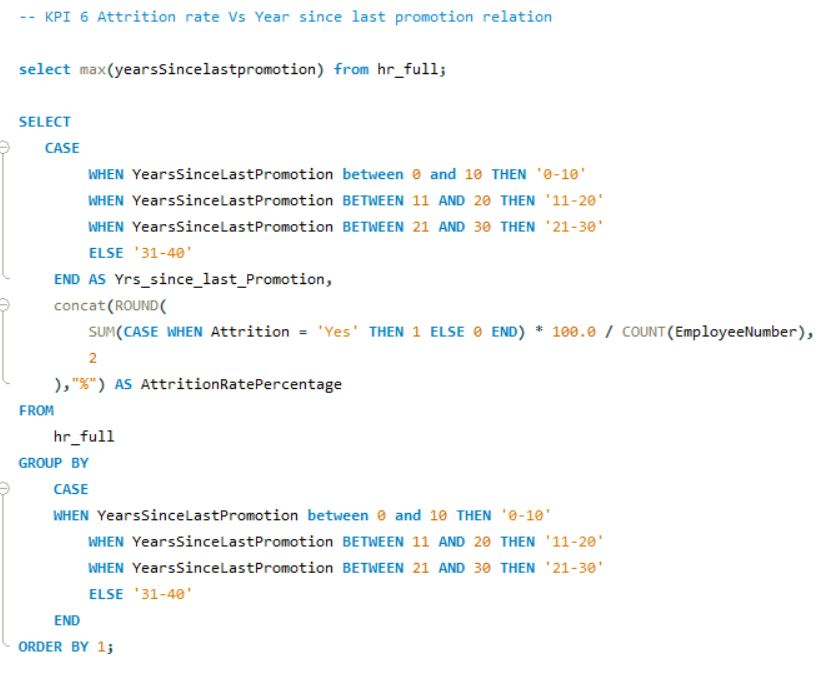 -- KPI 6 Attrition rate Vs Year since last promotion relation
select max(yearsSincelastpromotion) from hr_full;
SELECT
CASE
WHEN YearsSinceLastPromotion between 0 and 10 THEN '0-10'
WHEN YearsSinceLastPromotion BETWEEN 11 AND 20 THEN '11-20'
WHEN YearsSinceLastPromotion BETWEEN 21 AND 30 THEN '21-30'
ELSE '31-40'
END AS Yrs_since_last_Promotion,
concat(ROUND(
SUM(CASE WHEN Attrition = 'Yes' THEN 1 ELSE 0 END) * 100.0 / COUNT(EmployeeNumber),
2
),"%") AS AttritionRatePercentage
FROM
hr_full
GROUP BY
CASE
WHEN YearsSinceLastPromotion between 0 and 10 THEN '0-10'
WHEN YearsSinceLastPromotion BETWEEN 11 AND 20 THEN '11-20'
WHEN YearsSinceLastPromotion BETWEEN 21 AND 30 THEN '21-30'
ELSE '31-40'
END
ORDER BY 1;